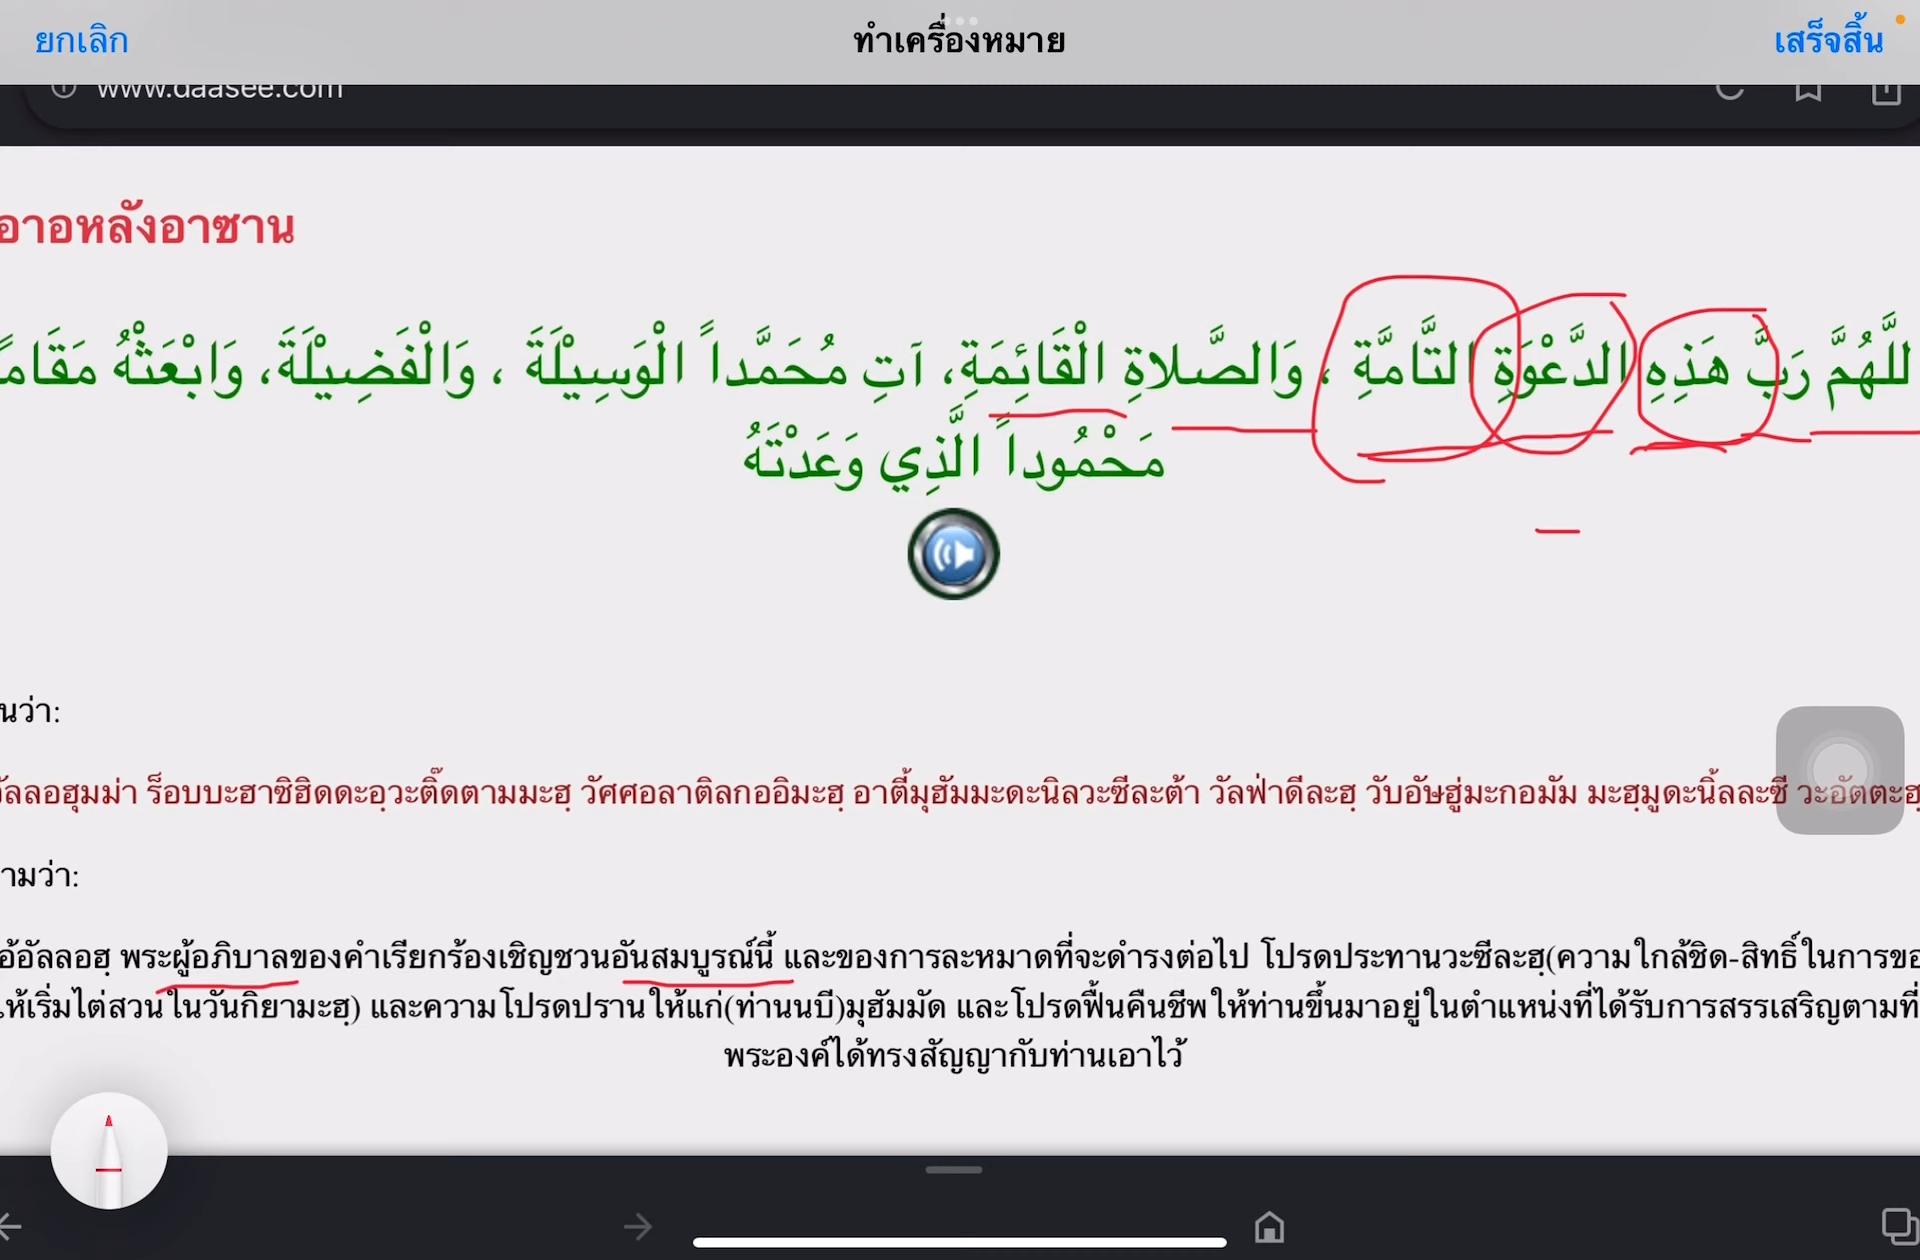 ยกเลิก
ทำเครื่องหมาย
เสร็จสิ้น
www.daasee.com
อาอหลังอาซาน
للَّهُمَّ رَبَّ هَذِهِ الدَّعْوَةِ التَّامَّةِ ، وَالصَّلاةِ الْقَائِمَةِ، آتِ مُحَمَّداً الْوَسِيْلَةَ ، وَالْفَضِيْلَةَ، وَابْعَثْهُ مَقَاماً
مَحْمُوداً الَّذِي وَعَدْتَهُ
นว่า:
อัลลอฮุมม่า ร็อบบะฮาซิฮิดดะอฺวะติ๊ดตามมะฮฺ วัศศอลาติลกออิมะฮฺ อาตี้มุฮัมมะดะนิลวะซีละต้า วัลฟ่าดีละฮฺ วับอัษฮู่มะกอมัม มะฮฺมูดะนิ้ลละซี วะอัตตะฮฺ
ามว่า:
อ้อัลลอฮฺ พระผู้อภิบาลของคำเรียกร้องเชิญชวนอันสมบูรณ์นี้ และของการละหมาดที่จะดำรงต่อไป โปรดประทานวะซีละฮฺ(ความใกล้ชิด-สิทธิ์ในการขอ
ให้เริ่มไต่สวนในวันกิยามะฮฺ) และความโปรดปรานให้แก่(ท่านนบี)มุฮัมมัด และโปรดฟื้นคืนชีพให้ท่านขึ้นมาอยู่ในตำแหน่งที่ได้รับการสรรเสริญตามที่
พระองค์ได้ทรงสัญญากับท่านเอาไว้